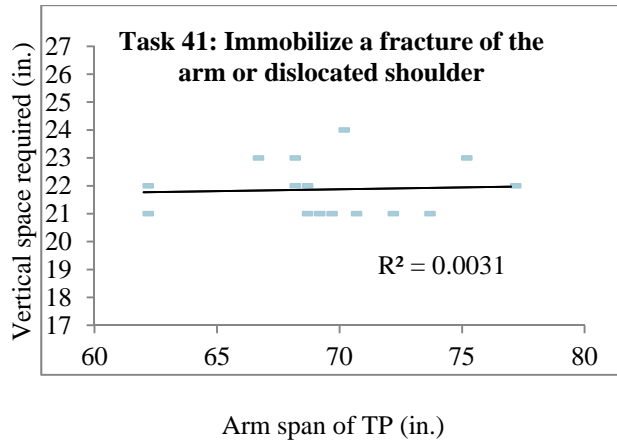 Task 41: Immobilize a fracture of the
arm or dislocated shoulder
Vertical space required (in.)
27
26
25
24
23
22
21
20
19
18
17
R² = 0.0031
60 65 70 75 80
Arm span of TP (in.)